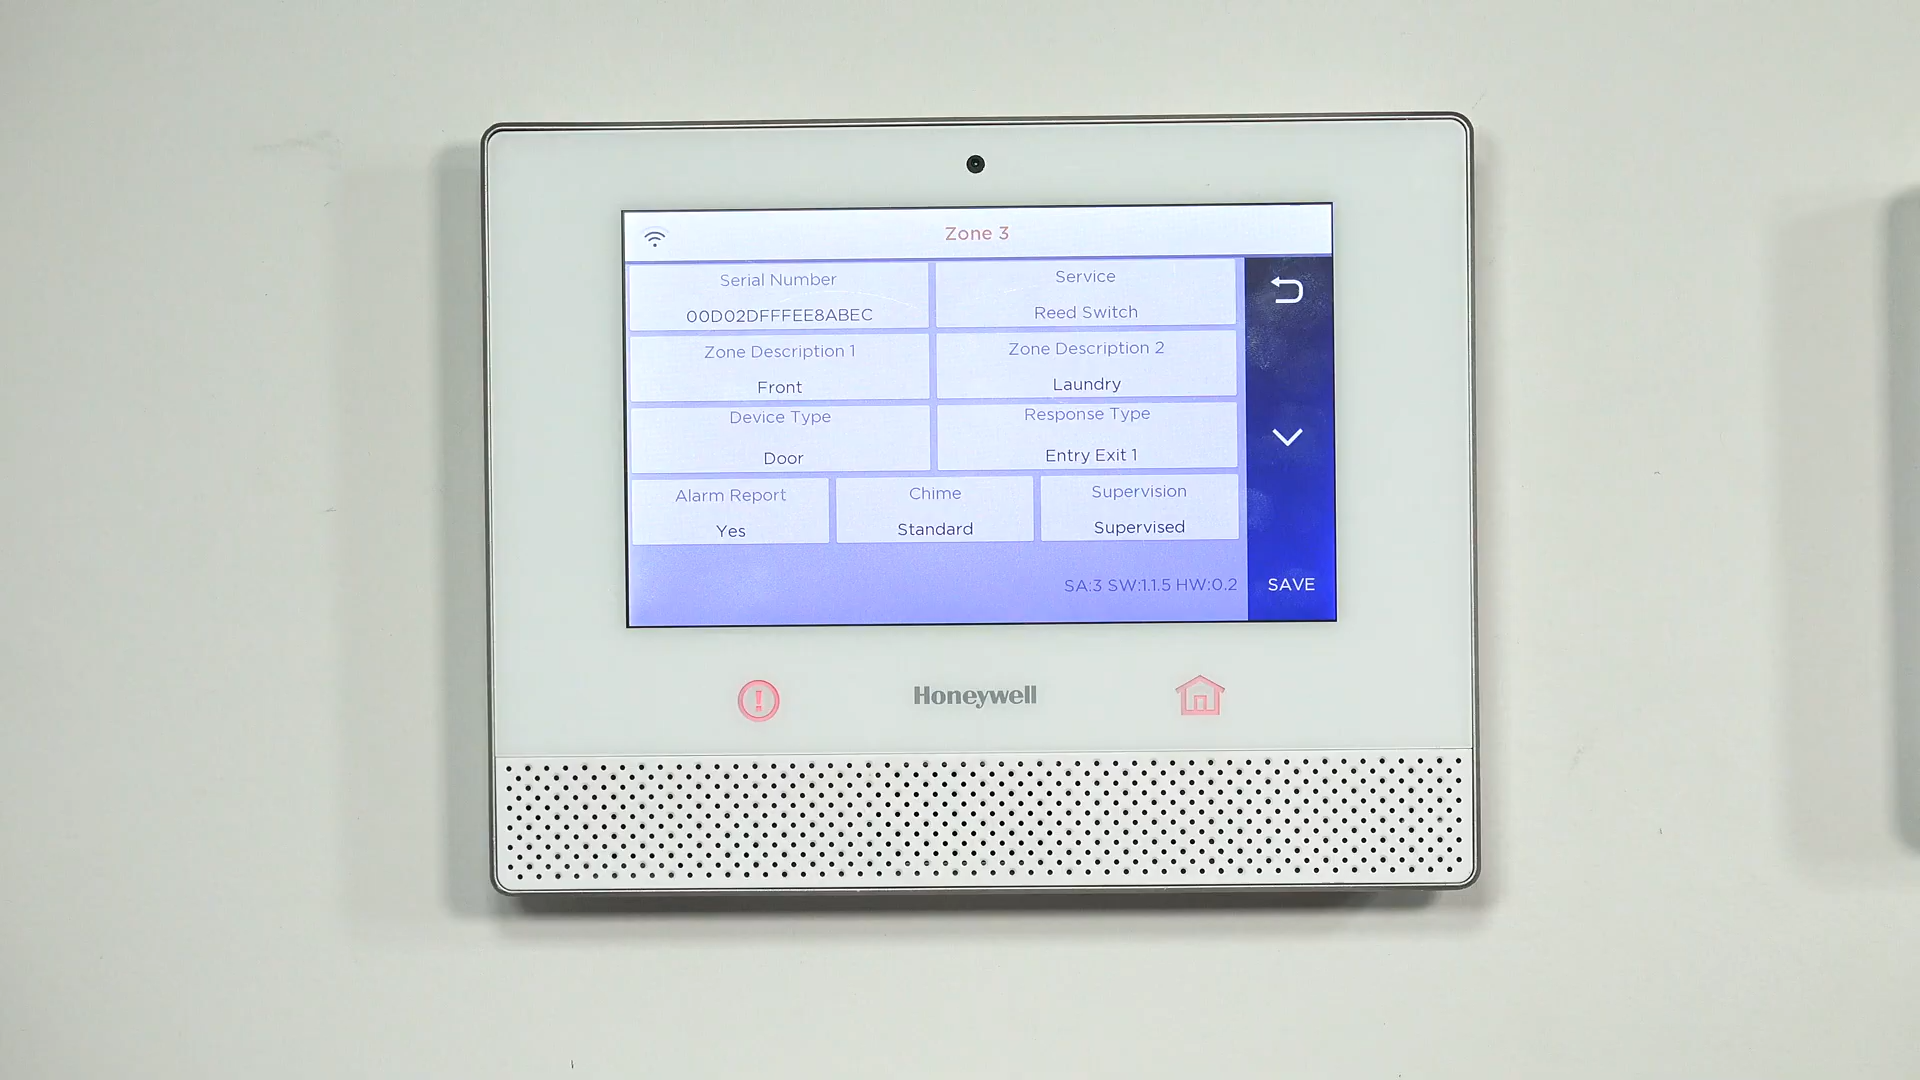 Zone 3
Serial Number
00D02DFFFEE8ABEC
Service
Reed Switch
Zone Description 1
Front
Zone Description 2
Laundry
Device Type
Door
Response Type
Entry Exit 1
Alarm Report
Yes
Chime
Standard
Supervision
Supervised
SA:3 SW:1.1.5 HW:0.2
SAVE
Honeywell